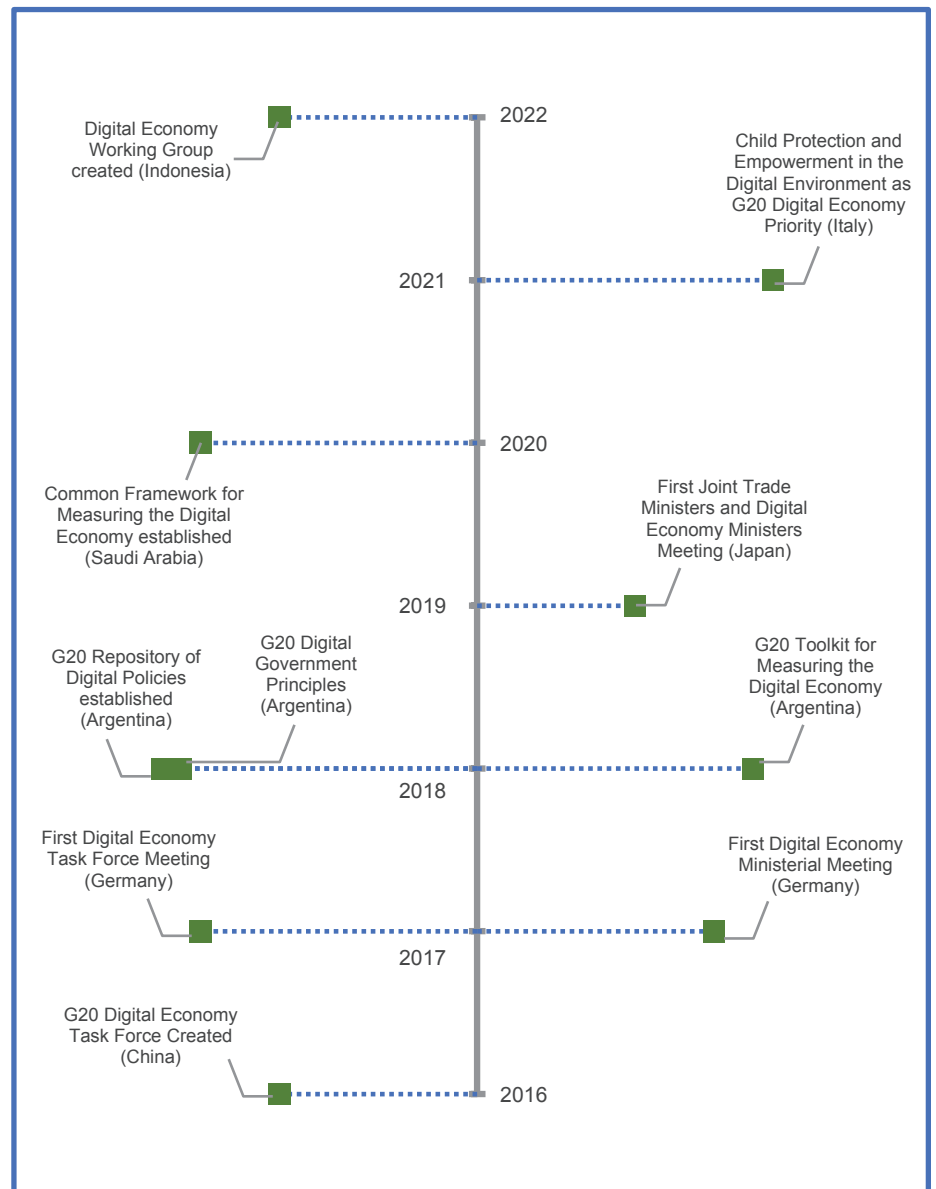 2022
Digital Economy
Working Group
created (Indonesia)
Child Protection and
Empowerment in the
Digital Environment as
G20 Digital Economy
Priority (Italy)
2021
2020
Common Framework for
Measuring the Digital
Economy established
(Saudi Arabia)
First Joint Trade
Ministers and Digital
Economy Ministers
Meeting (Japan)
2019
G20 Repository of
Digital Policies
established
(Argentina)
G20 Digital
Government
Principles
(Argentina)
G20 Toolkit for
Measuring the
Digital Economy
(Argentina)
2018
First Digital Economy
Task Force Meeting
(Germany)
First Digital Economy
Ministerial Meeting
(Germany)
2017
G20 Digital Economy
Task Force Created
(China)
2016